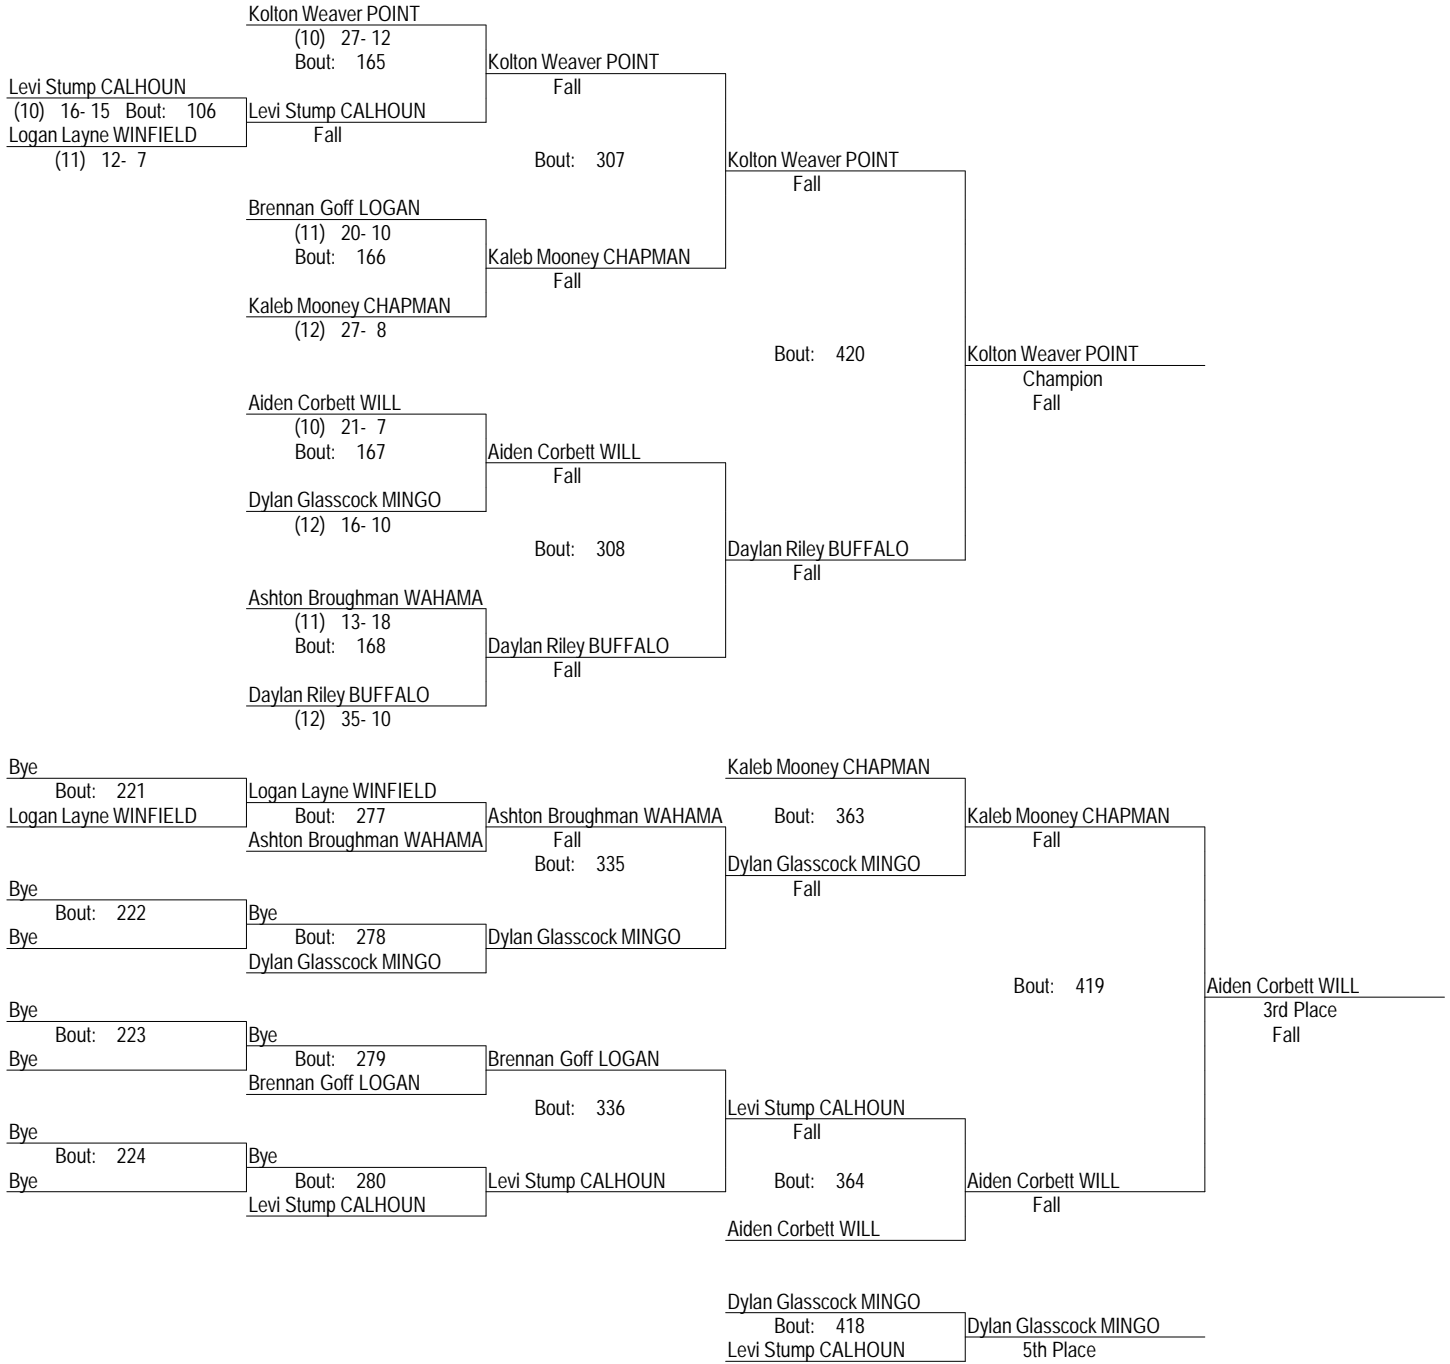 Kolton Weaver POINT
(10) 27- 12
Bout: 165
Kolton Weaver POINT
Fall
Levi Stump CALHOUN
(10) 16- 15 Bout: 106
Levi Stump CALHOUN
Logan Layne WINFIELD
Fall
(11) 12- 7
Bout: 307
Kolton Weaver POINT
Fall
Brennan Goff LOGAN
(11) 20- 10
Bout: 166
Kaleb Mooney CHAPMAN
Fall
Kaleb Mooney CHAPMAN
(12) 27- 8
Bout: 420
Kolton Weaver POINT
Champion
Fall
Aiden Corbett WILL
(10) 21- 7
Bout: 167
Aiden Corbett WILL
Fall
Dylan Glasscock MINGO
(12) 16- 10
Bout: 308
Daylan Riley BUFFALO
Fall
Ashton Broughman WAHAMA
(11) 13- 18
Bout: 168
Daylan Riley BUFFALO
Fall
Daylan Riley BUFFALO
(12) 35- 10
Bye
Kaleb Mooney CHAPMAN
Bout: 221
Logan Layne WINFIELD
Logan Layne WINFIELD
Bout: 277
Ashton Broughman WAHAMA
Bout: 363
Kaleb Mooney CHAPMAN
Ashton Broughman WAHAMA
Fall
Fall
Bout: 335
Dylan Glasscock MINGO
Fall
Bye
Bout: 222
Bye
Bye
Bout: 278
Dylan Glasscock MINGO
Dylan Glasscock MINGO
Bout: 419
Aiden Corbett WILL
3rd Place
Fall
Bye
Bout: 223
Bye
Bye
Bout: 279
Brennan Goff LOGAN
Brennan Goff LOGAN
Bout: 336
Levi Stump CALHOUN
Fall
Bye
Bout: 224
Bye
Bye
Bout: 280
Levi Stump CALHOUN
Bout: 364
Aiden Corbett WILL
Levi Stump CALHOUN
Fall
Aiden Corbett WILL
Dylan Glasscock MINGO
Bout: 418
Dylan Glasscock MINGO
Levi Stump CALHOUN
5th Place